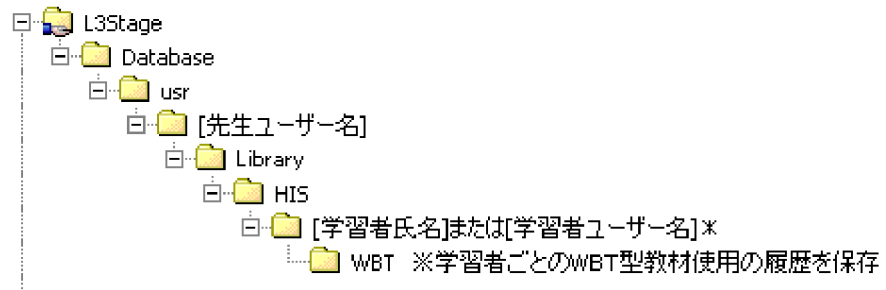 L3Stage
Database
usr
[先生ユーザー名]
Library
HIS
[学習者氏名]または[学習者ユーザー名]＊
WBT ※学習者ごとのWBT型教材使用の履歴を保存